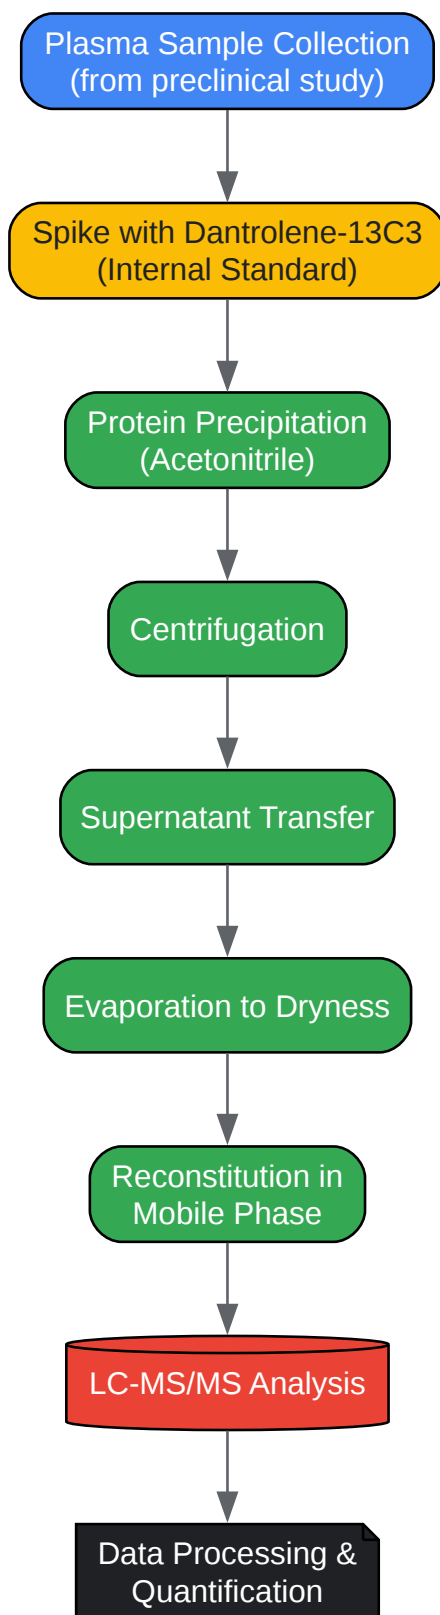 Plasma Sample Collection
(from preclinical study)
Spike with Dantrolene-13C3
(Internal Standard)
Protein Precipitation
(Acetonitrile)
Centrifugation
Supernatant Transfer
Evaporation to Dryness
Reconstitution in
Mobile Phase
LC-MS/MS Analysis
Data Processing &
Quantification